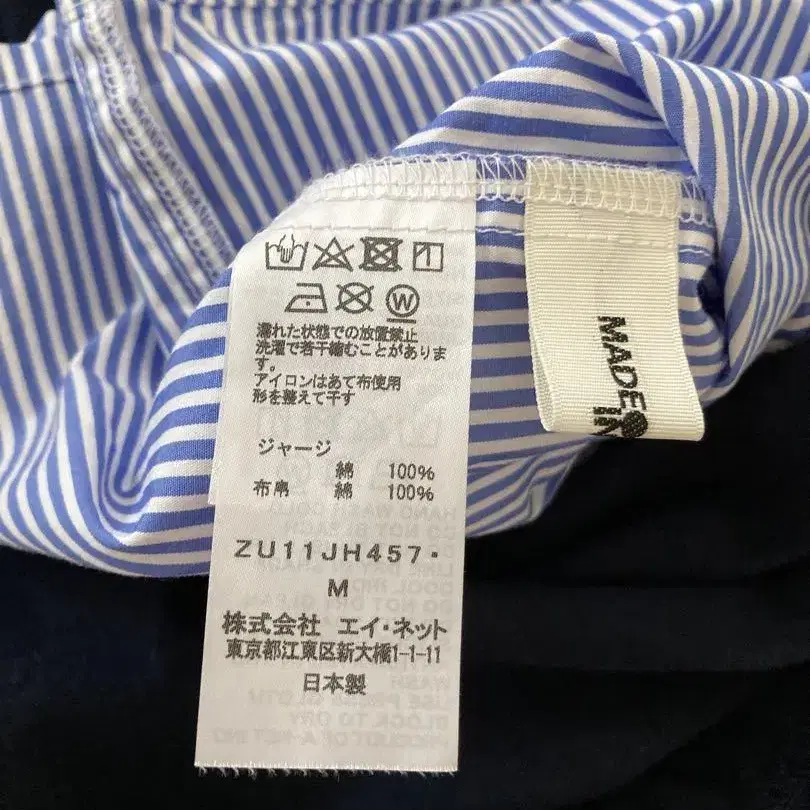 濡れた状態での放置禁止
洗濯で若干縮むことがありま
す。
アイロンはあて布使用
形を整えて干す
ジャージ
綿 100%
布帛 綿 100%
ZU11JH457・
M
株式会社 エイ・ネット
東京都江東区新大橋1-1-11
日本製
MADE
IN